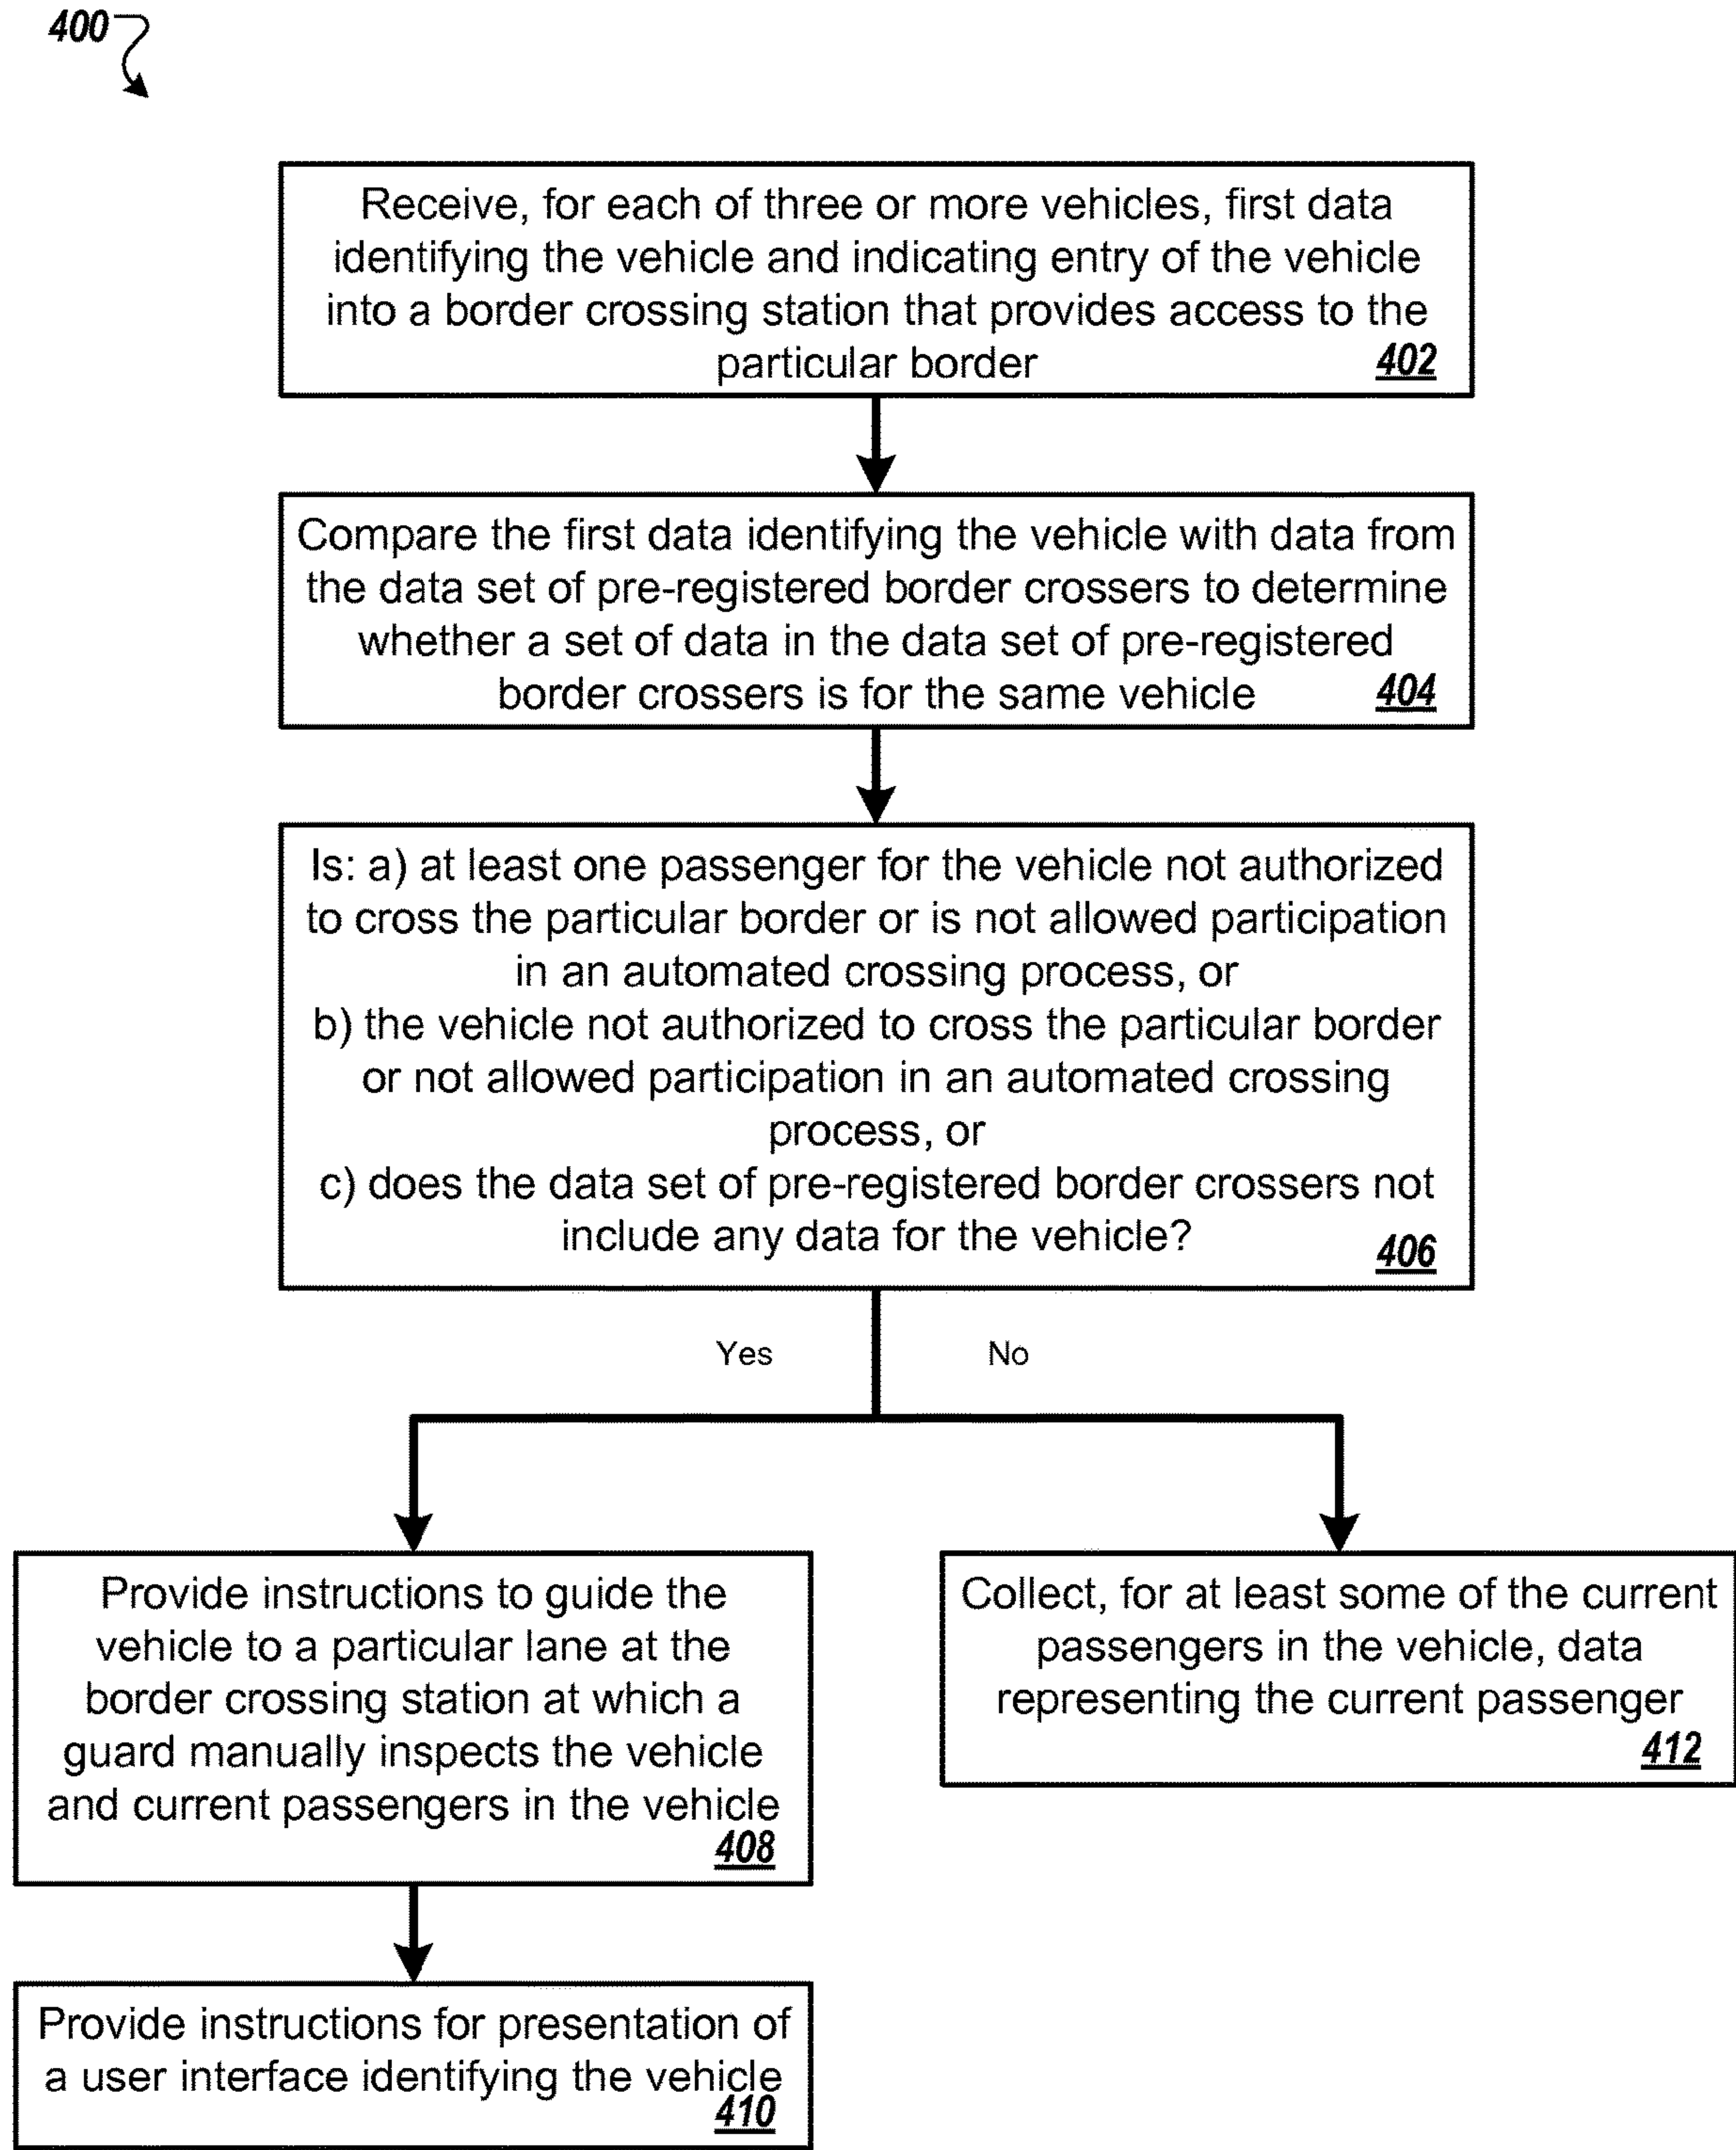 400
Receive, for each of three or more vehicles, first data
identifying the vehicle and indicating entry of the vehicle
into a border crossing station that provides access to the
particular border
402
Compare the first data identifying the vehicle with data from
the data set of pre-registered border crossers to determine
whether a set of data in the data set of pre-registered
border crossers is for the same vehicle
404
Is: a) at least one passenger for the vehicle not authorized
to cross the particular border or is not allowed participation
in an automated crossing process, or
b) the vehicle not authorized to cross the particular border
or not allowed participation in an automated crossing
process, or
c) does the data set of pre-registered border crossers not
include any data for the vehicle?
406
Yes
No
Provide instructions to guide the
vehicle to a particular lane at the
border crossing station at which a
guard manually inspects the vehicle
and current passengers in the vehicle
408
Collect, for at least some of the current
passengers in the vehicle, data
representing the current passenger
412
Provide instructions for presentation of
a user interface identifying the vehicle
410